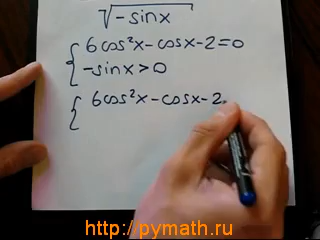 √-sinx
{ 6cos²x-cosx-2=0
-sinx>0
{ 6cos²x-cosx-2
http://pymath.ru